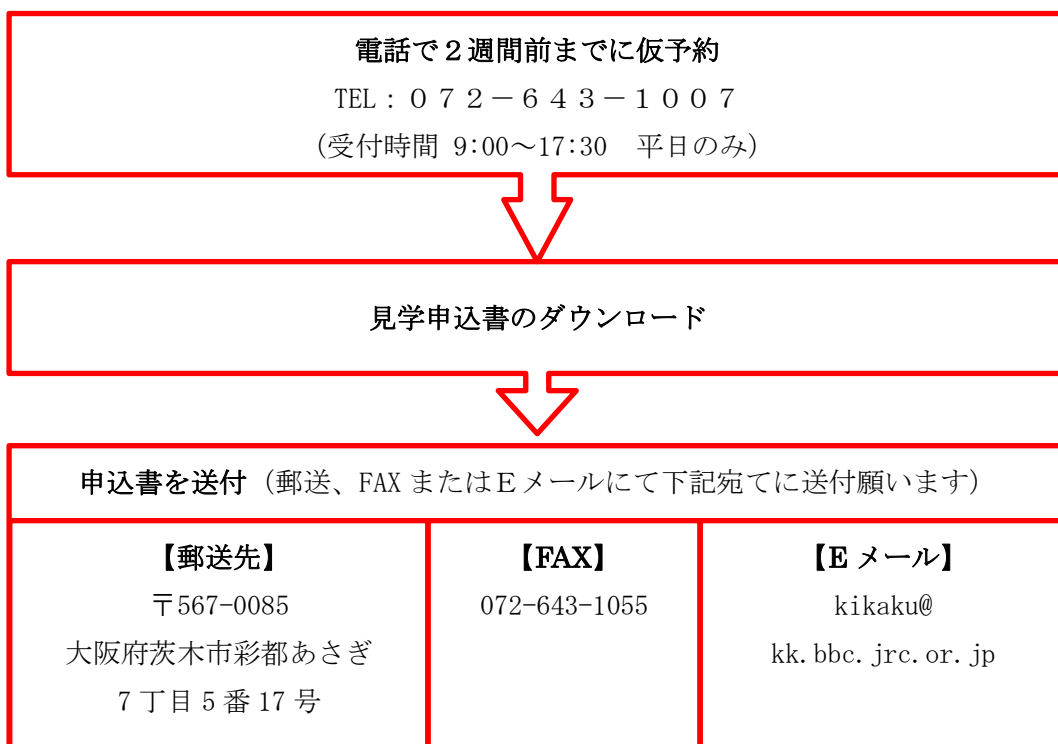 電話で２週間前までに仮予約
TEL：０７２－６４３－１００７
(受付時間 9:00～17:30　平日のみ)
見学申込書のダウンロード
申込書を送付（郵送、FAX またはＥメールにて下記宛てに送付願います）
【郵送先】
〒567-0085
大阪府茨木市彩都あさぎ
7 丁目 5 番 17 号
【FAX】
072-643-1055
【E メール】
kikaku@
kk.bbc.jrc.or.jp